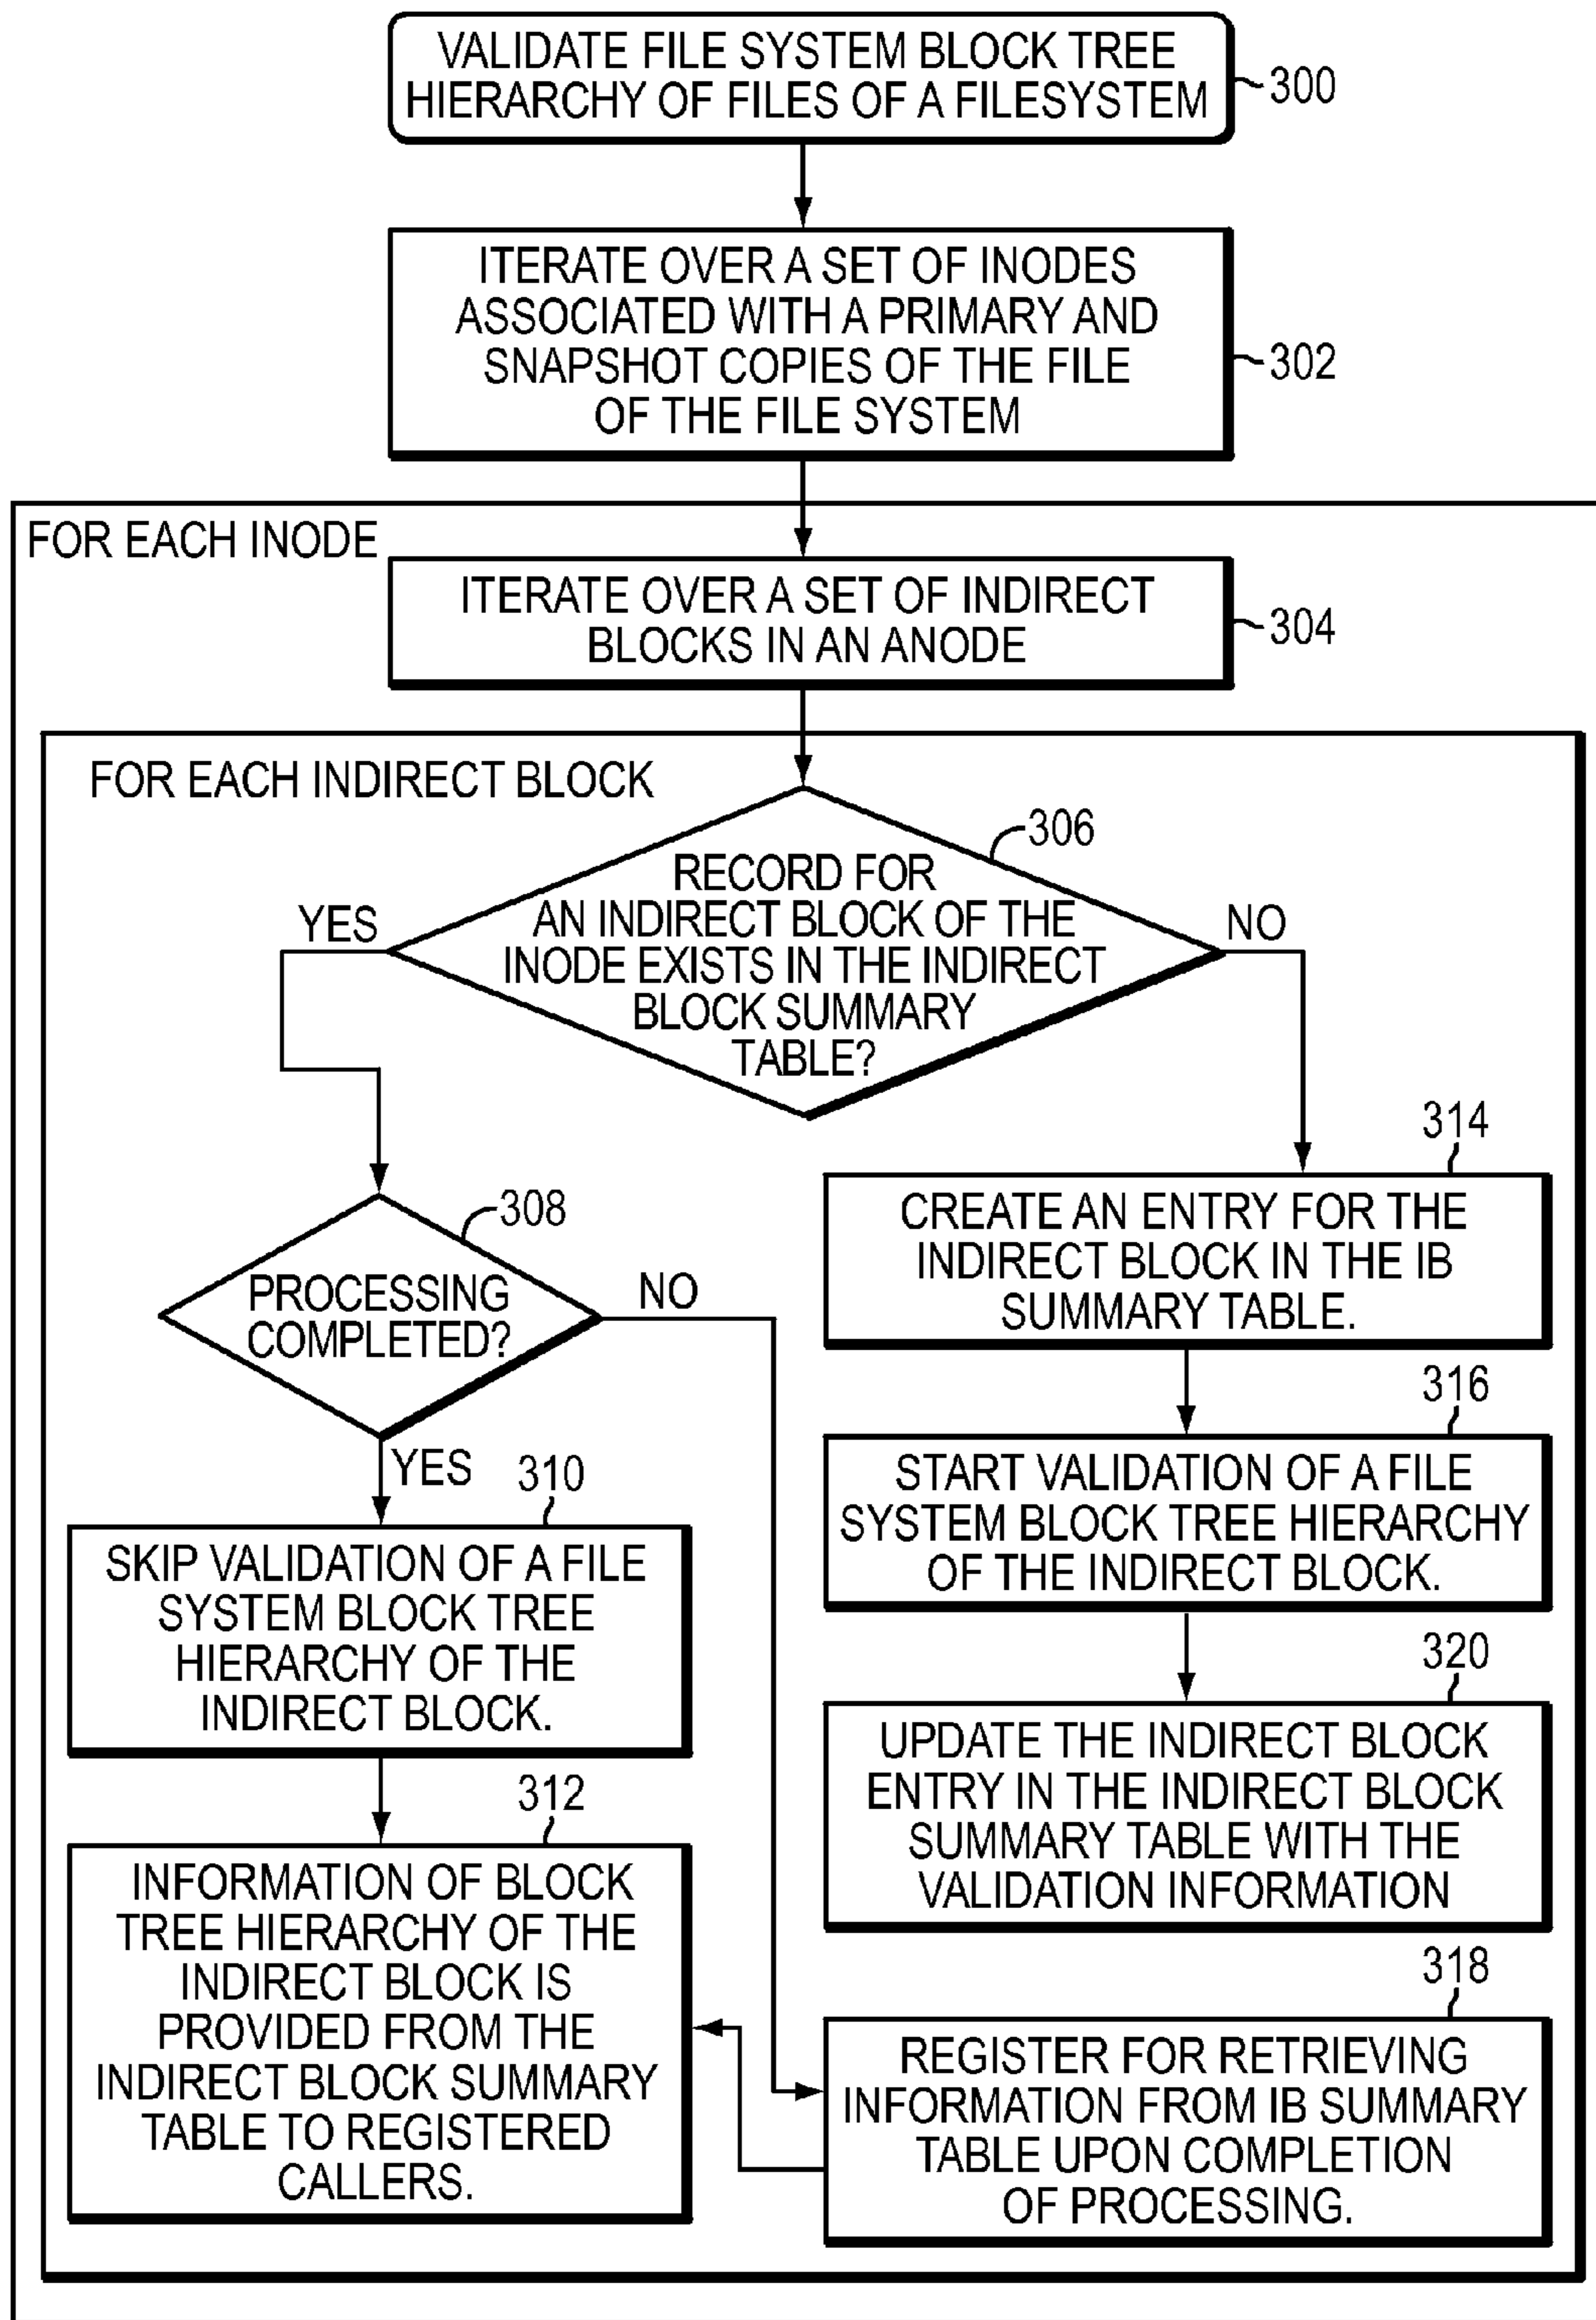 VALIDATE FILE SYSTEM BLOCK TREE
HIERARCHY OF FILES OF A FILESYSTEM
300
ITERATE OVER A SET OF INODES
ASSOCIATED WITH A PRIMARY AND
SNAPSHOT COPIES OF THE FILE
OF THE FILE SYSTEM
302
FOR EACH INODE
ITERATE OVER A SET OF INDIRECT
BLOCKS IN AN ANODE
304
FOR EACH INDIRECT BLOCK
306
RECORD FOR
AN INDIRECT BLOCK OF THE
INODE EXISTS IN THE INDIRECT
BLOCK SUMMARY
TABLE?
YES
NO
308
PROCESSING
COMPLETED?
NO
YES
310
SKIP VALIDATION OF A FILE
SYSTEM BLOCK TREE
HIERARCHY OF THE
INDIRECT BLOCK.
312
INFORMATION OF BLOCK
TREE HIERARCHY OF THE
INDIRECT BLOCK IS
PROVIDED FROM THE
INDIRECT BLOCK SUMMARY
TABLE TO REGISTERED
CALLERS.
314
CREATE AN ENTRY FOR THE
INDIRECT BLOCK IN THE IB
SUMMARY TABLE.
316
START VALIDATION OF A FILE
SYSTEM BLOCK TREE HIERARCHY
OF THE INDIRECT BLOCK.
320
UPDATE THE INDIRECT BLOCK
ENTRY IN THE INDIRECT BLOCK
SUMMARY TABLE WITH THE
VALIDATION INFORMATION
318
REGISTER FOR RETRIEVING
INFORMATION FROM IB SUMMARY
TABLE UPON COMPLETION
OF PROCESSING.